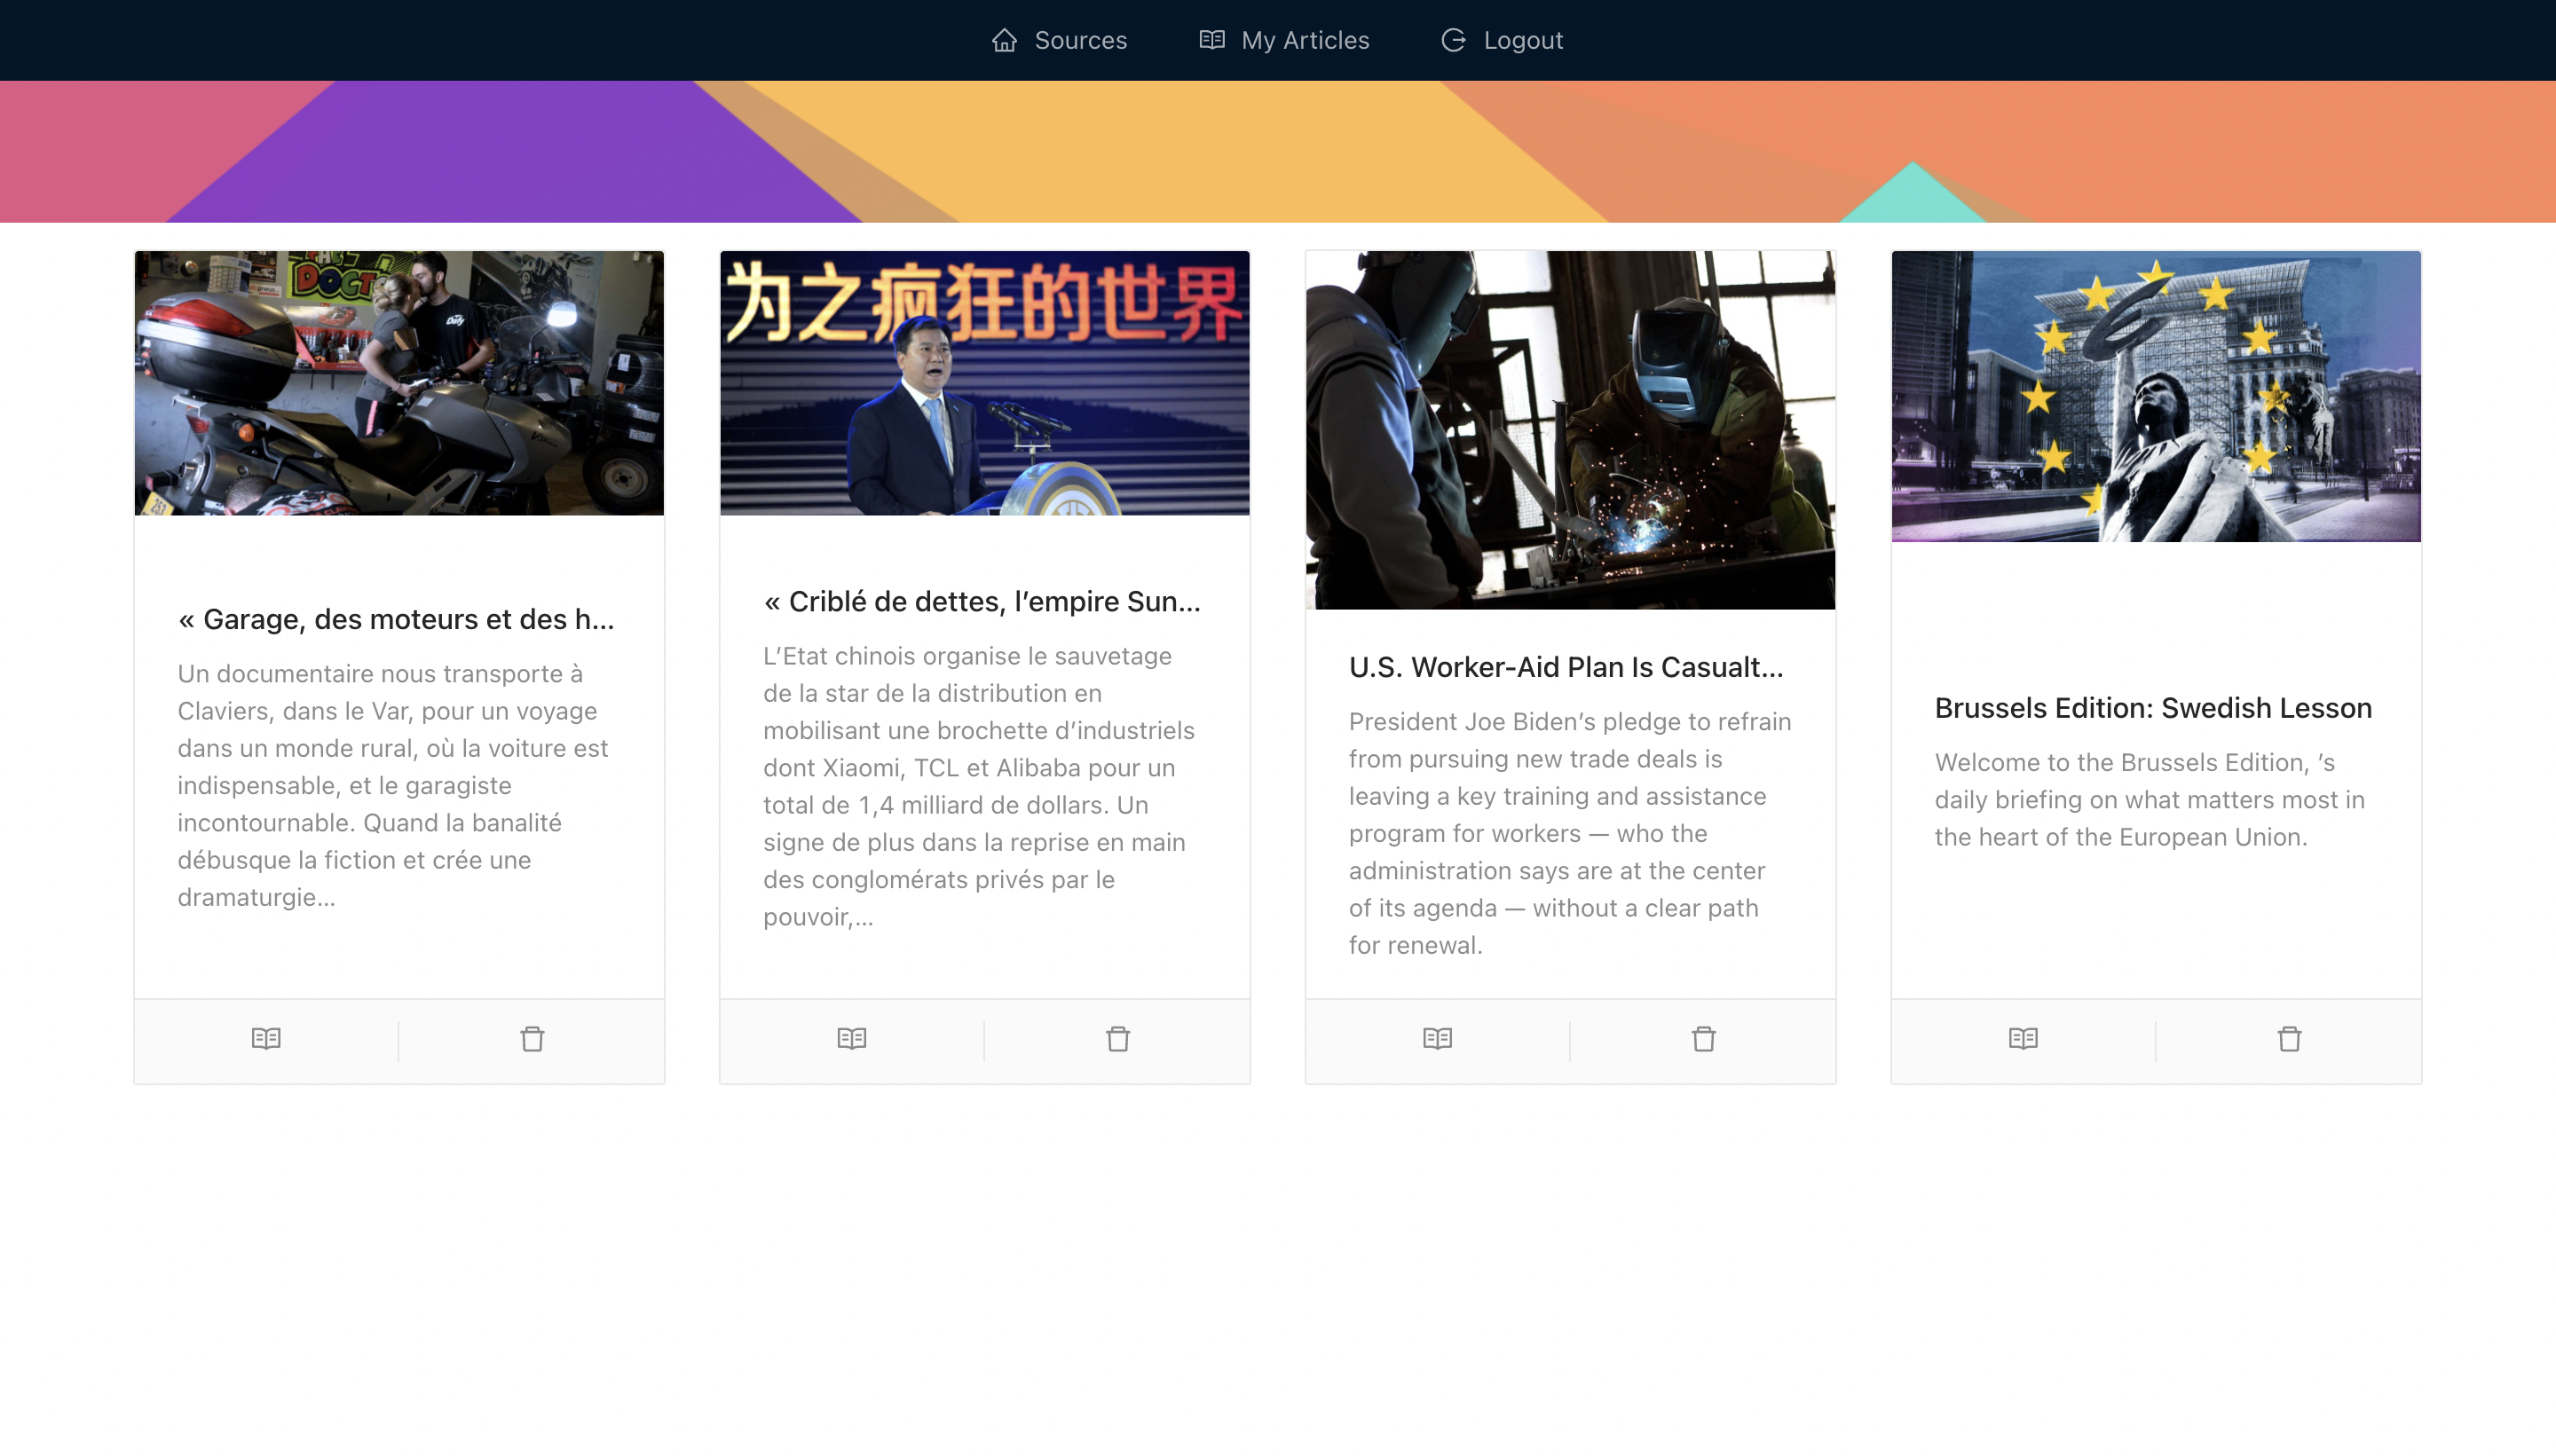 Sources
My Articles
Logout
DOCT
Dafy
为之疯狂的世界
« Garage, des moteurs et des h...
Un documentaire nous transporte à
Claviers, dans le Var, pour un voyage
dans un monde rural, où la voiture est
indispensable, et le garagiste
incontournable. Quand la banalité
débusque la fiction et crée une
dramaturgie...
« Criblé de dettes, l’empire Sun...
L’Etat chinois organise le sauvetage
de la star de la distribution en
mobilisant une brochette d’industriels
dont Xiaomi, TCL et Alibaba pour un
total de 1,4 milliard de dollars. Un
signe de plus dans la reprise en main
des conglomérats privés par le
pouvoir,...
U.S. Worker-Aid Plan Is Casualt...
President Joe Biden’s pledge to refrain
from pursuing new trade deals is
leaving a key training and assistance
program for workers — who the
administration says are at the center
of its agenda — without a clear path
for renewal.
Brussels Edition: Swedish Lesson
Welcome to the Brussels Edition, ’s
daily briefing on what matters most in
the heart of the European Union.